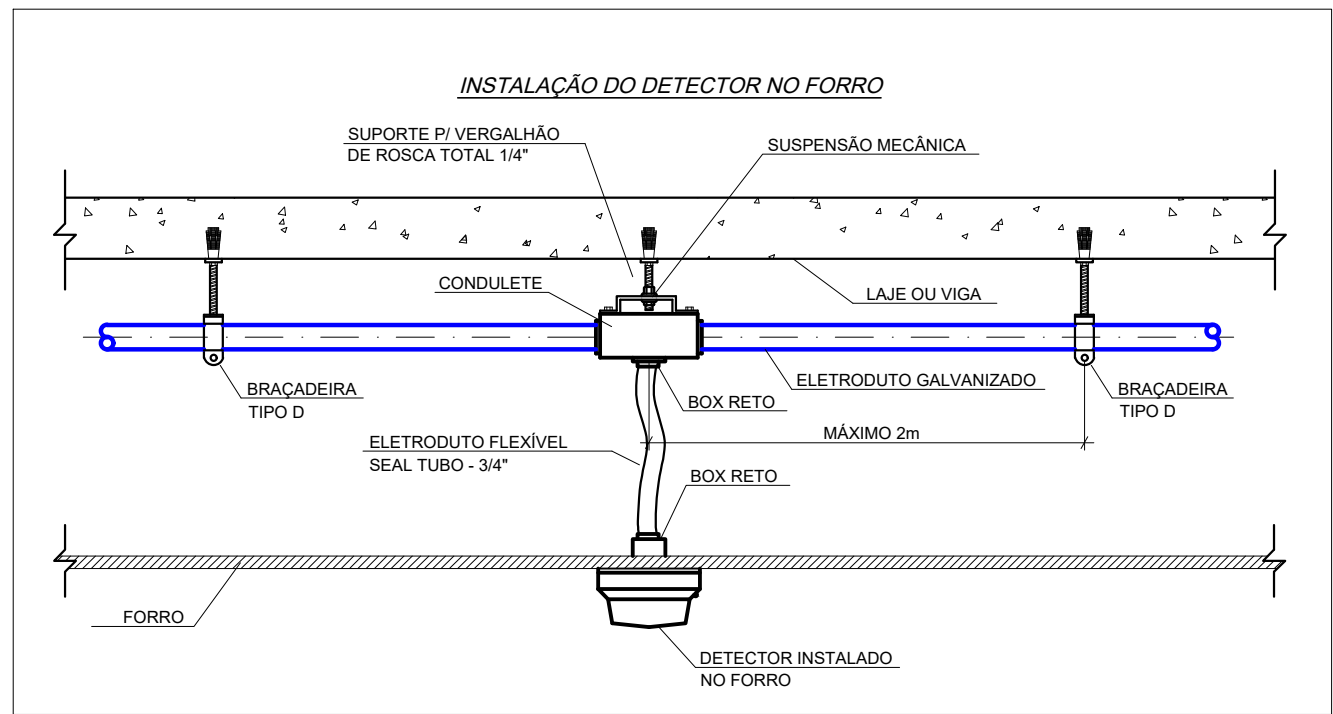 INSTALAÇÃO DO DETECTOR NO FORRO
SUPORTE P/ VERGALHÃO
DE ROSCA TOTAL 1/4"
SUSPENSÃO MECÂNICA
CONDULETE
LAJE OU VIGA
BRAÇADEIRA
TIPO D
ELETRODUTO GALVANIZADO
BRAÇADEIRA
TIPO D
BOX RETO
MÁXIMO 2m
ELETRODUTO FLEXÍVEL
SEAL TUBO - 3/4"
BOX RETO
FORRO
DETECTOR INSTALADO
NO FORRO